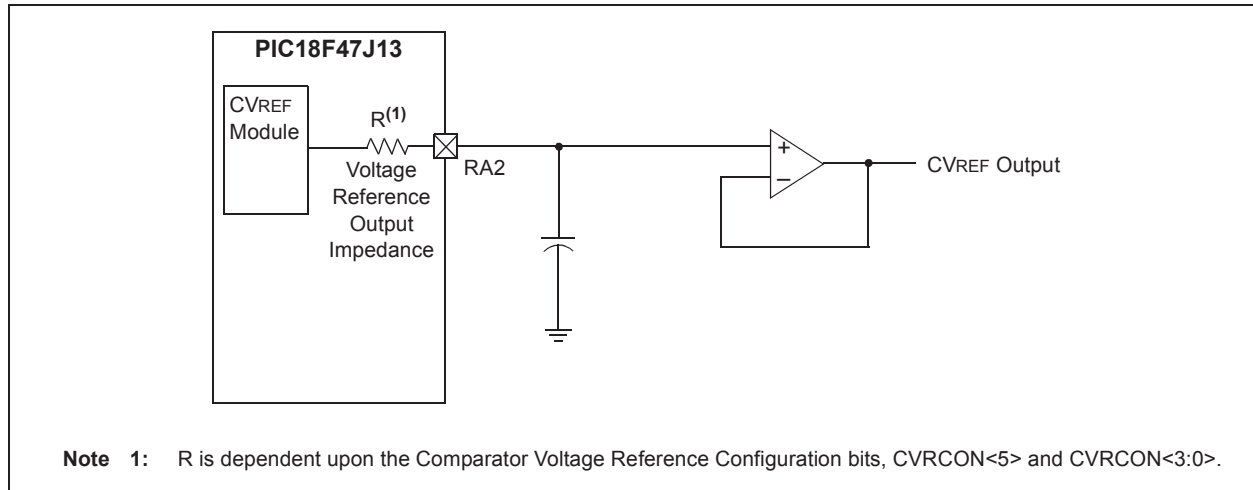 PIC18F47J13
CVREF
Module
R(1)
Voltage
Reference
Output
Impedance
RA2
+
–
CVREF Output
Note 1: R is dependent upon the Comparator Voltage Reference Configuration bits, CVRCON<5> and CVRCON<3:0>.